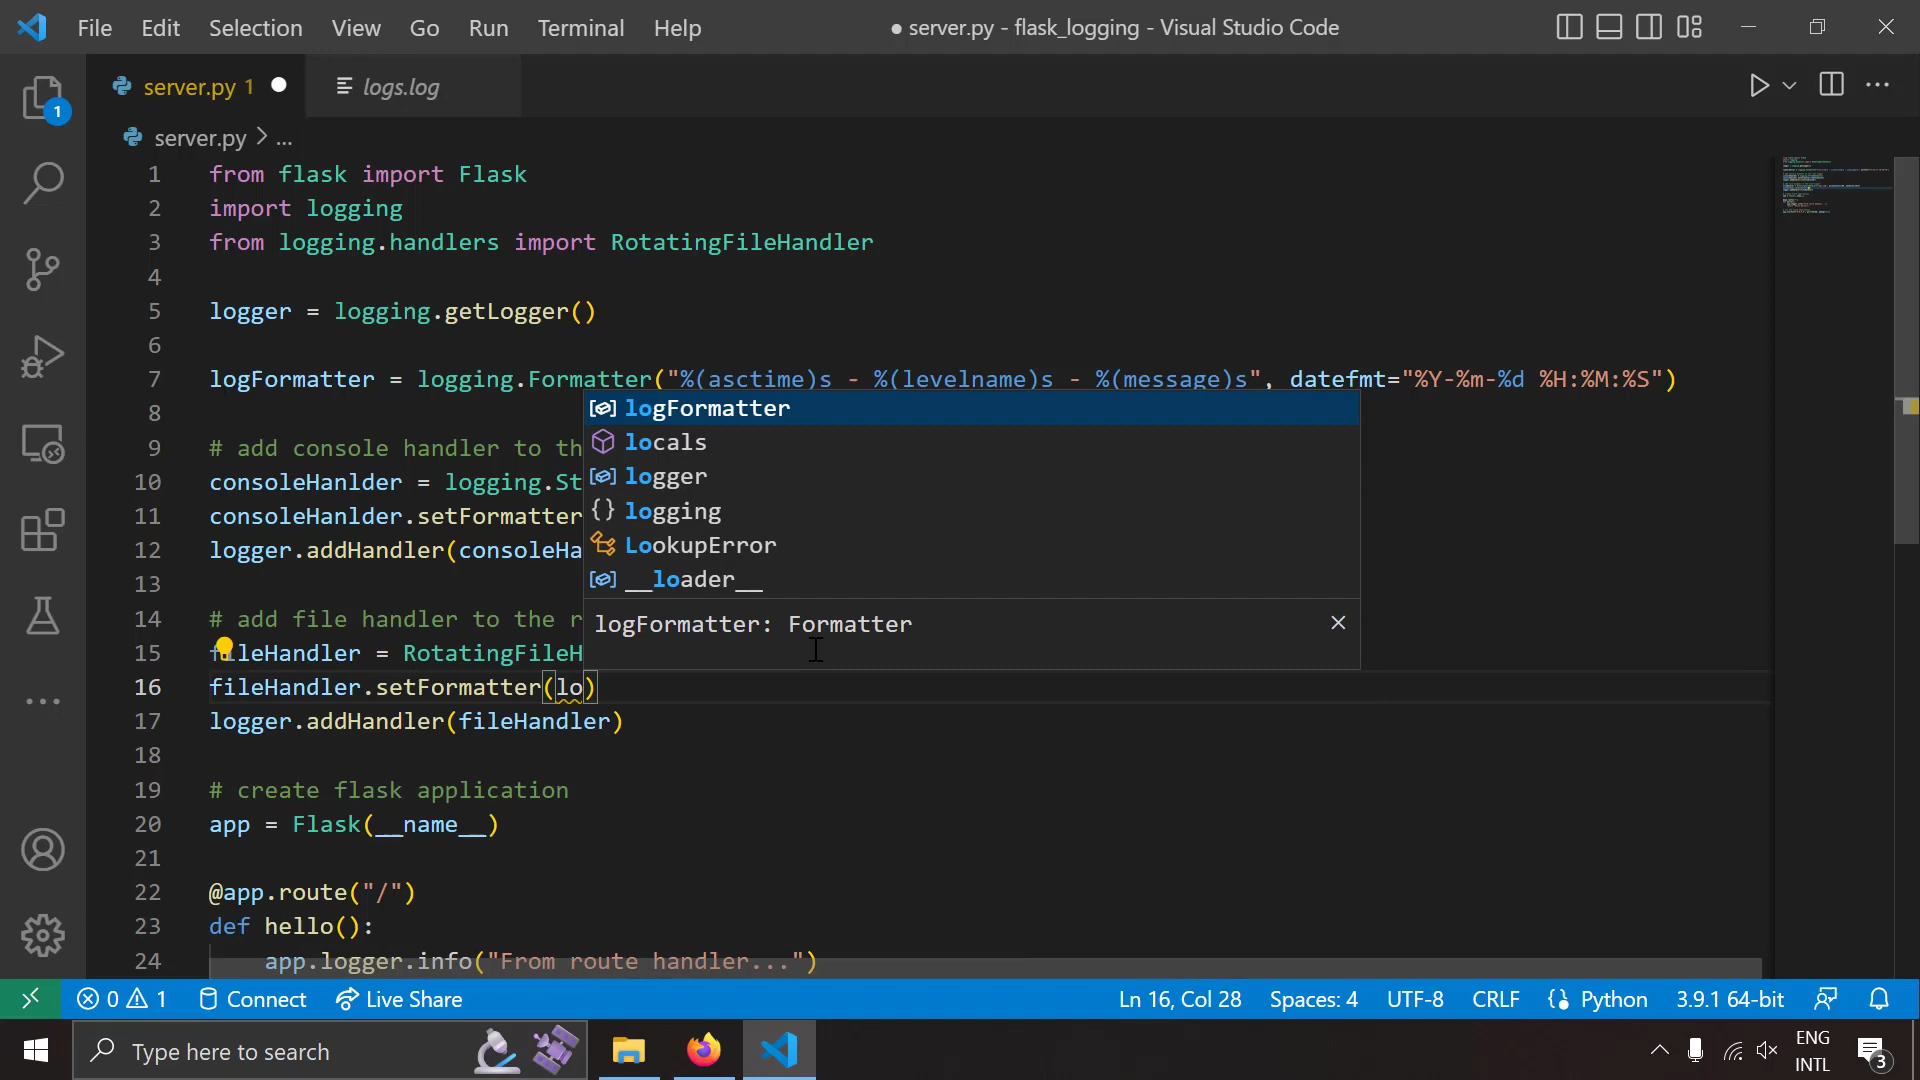 File Edit Selection View Go Run Terminal Help
● server.py - flask_logging - Visual Studio Code
server.py 1
logs.log
1
server.py > ...
1 from flask import Flask
2 import logging
3 from logging.handlers import RotatingFileHandler
4
5 logger = logging.getLogger()
6
7 logFormatter = logging.Formatter("%(asctime)s - %(levelname)s - %(message)s", datefmt="%Y-%m-%d %H:%M:%S")
8
9 # add console handler to th
10 consoleHanlder = logging.St
11 consoleHanlder.setFormatter
12 logger.addHandler(consoleHa
13
14 # add file handler to the r
15 fileHandler = RotatingFileH
16 fileHandler.setFormatter(lo)
17 logger.addHandler(fileHandler)
18
19 # create flask application
20 app = Flask(__name__)
21
22 @app.route("/")
23 def hello():
24 app.logger.info("From route handler...")
logFormatter
locals
logger
logging
LookupError
__loader__
logFormatter: Formatter
0 1 Connect Live Share
Ln 16, Col 28 Spaces: 4 UTF-8 CRLF Python 3.9.1 64-bit
Type here to search
ENG
INTL
3